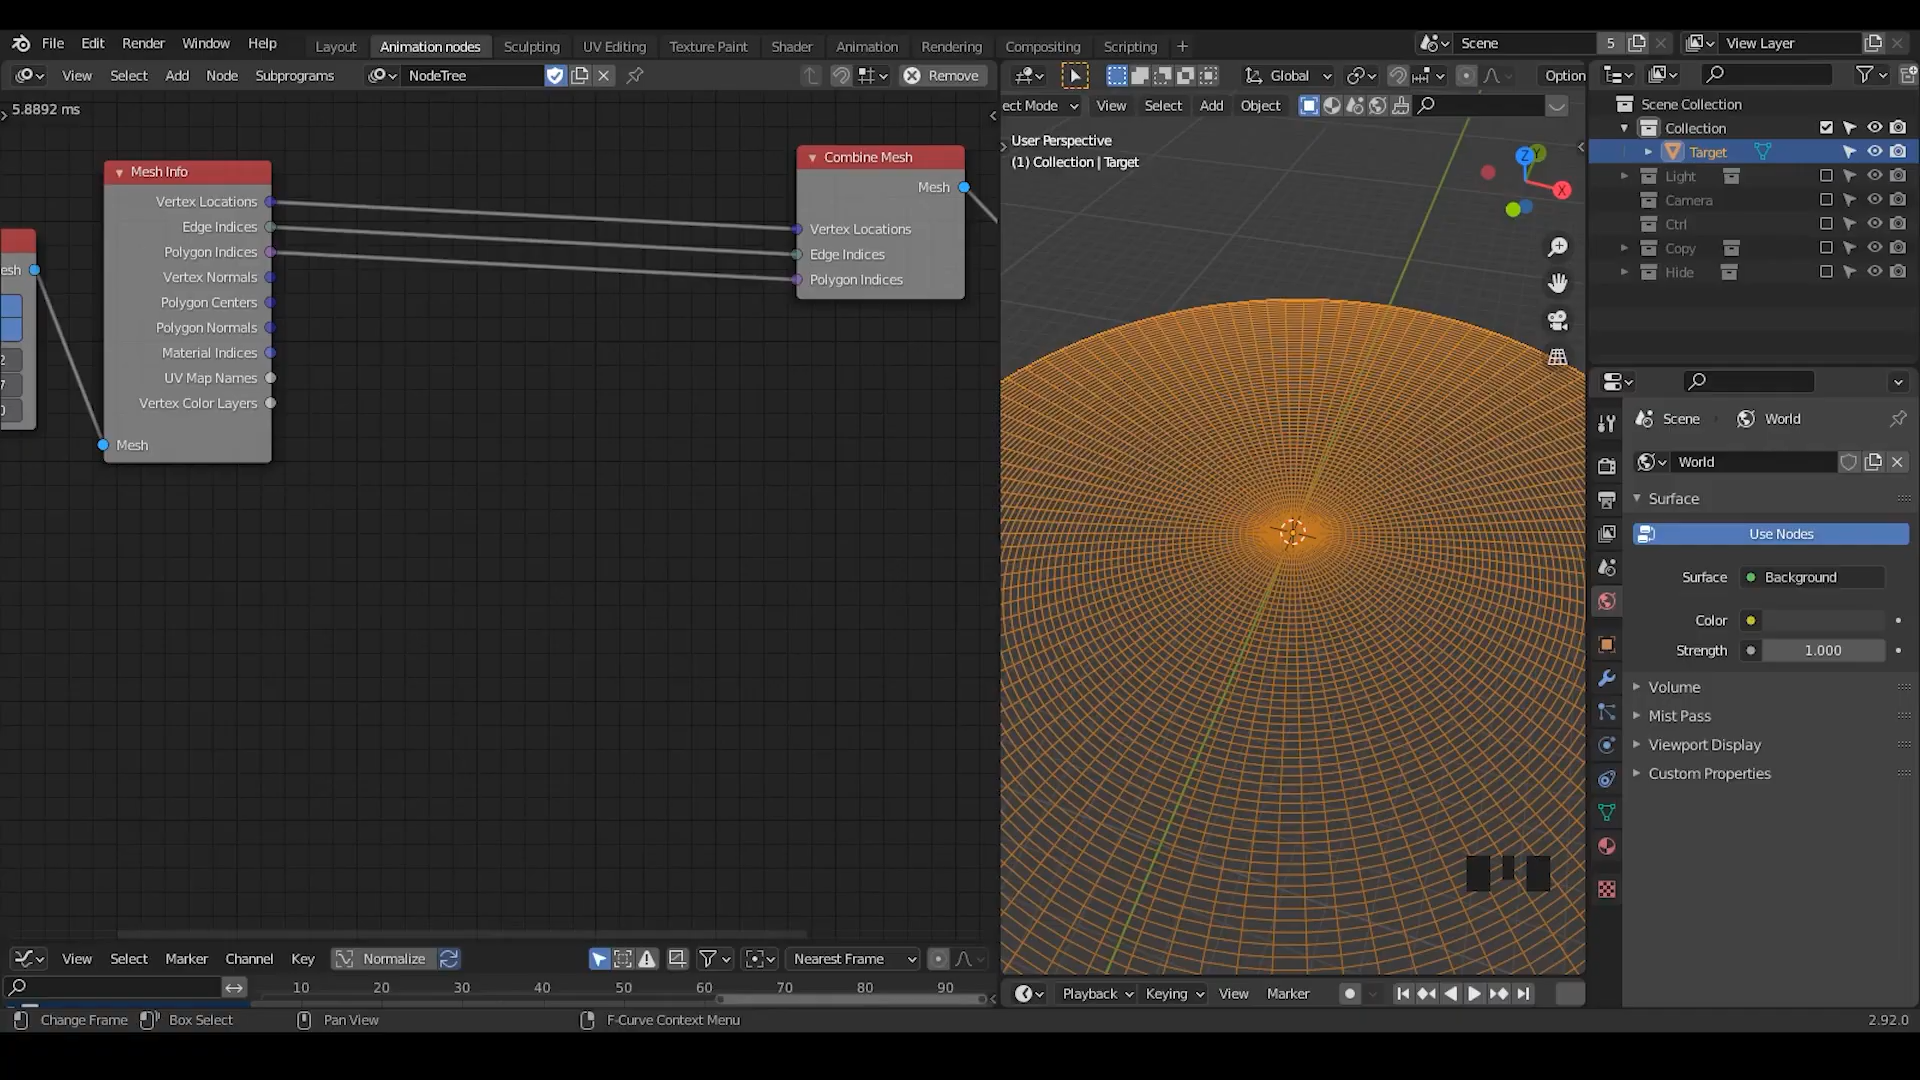 File Edit Render Window Help Layout Animation nodes Sculpting UV Editing Texture Paint Shader Animation Rendering Compositing Scripting + Scene 5 View Layer
View Select Add Node Subprograms NodeTree Remove Global Option
ect Mode View Select Add Object
5.8892 ms
User Perspective
(1) Collection | Target
Scene Collection
Collection
Target
Light
Camera
Ctrl
Copy
Hide
Mesh Info
Vertex Locations
Edge Indices
Polygon Indices
Vertex Normals
Polygon Centers
Polygon Normals
Material Indices
UV Map Names
Vertex Color Layers
Mesh
esh
2
7
0
Combine Mesh
Mesh
Vertex Locations
Edge Indices
Polygon Indices
Z Y X
Scene World
World
Surface
Use Nodes
Surface Background
Color
Strength 1.000
Volume
Mist Pass
Viewport Display
Custom Properties
View Select Marker Channel Key Normalize Nearest Frame
10 20 30 40 50 60 70 80 90
Playback Keying View Marker
Change Frame Box Select Pan View F-Curve Context Menu 2.92.0